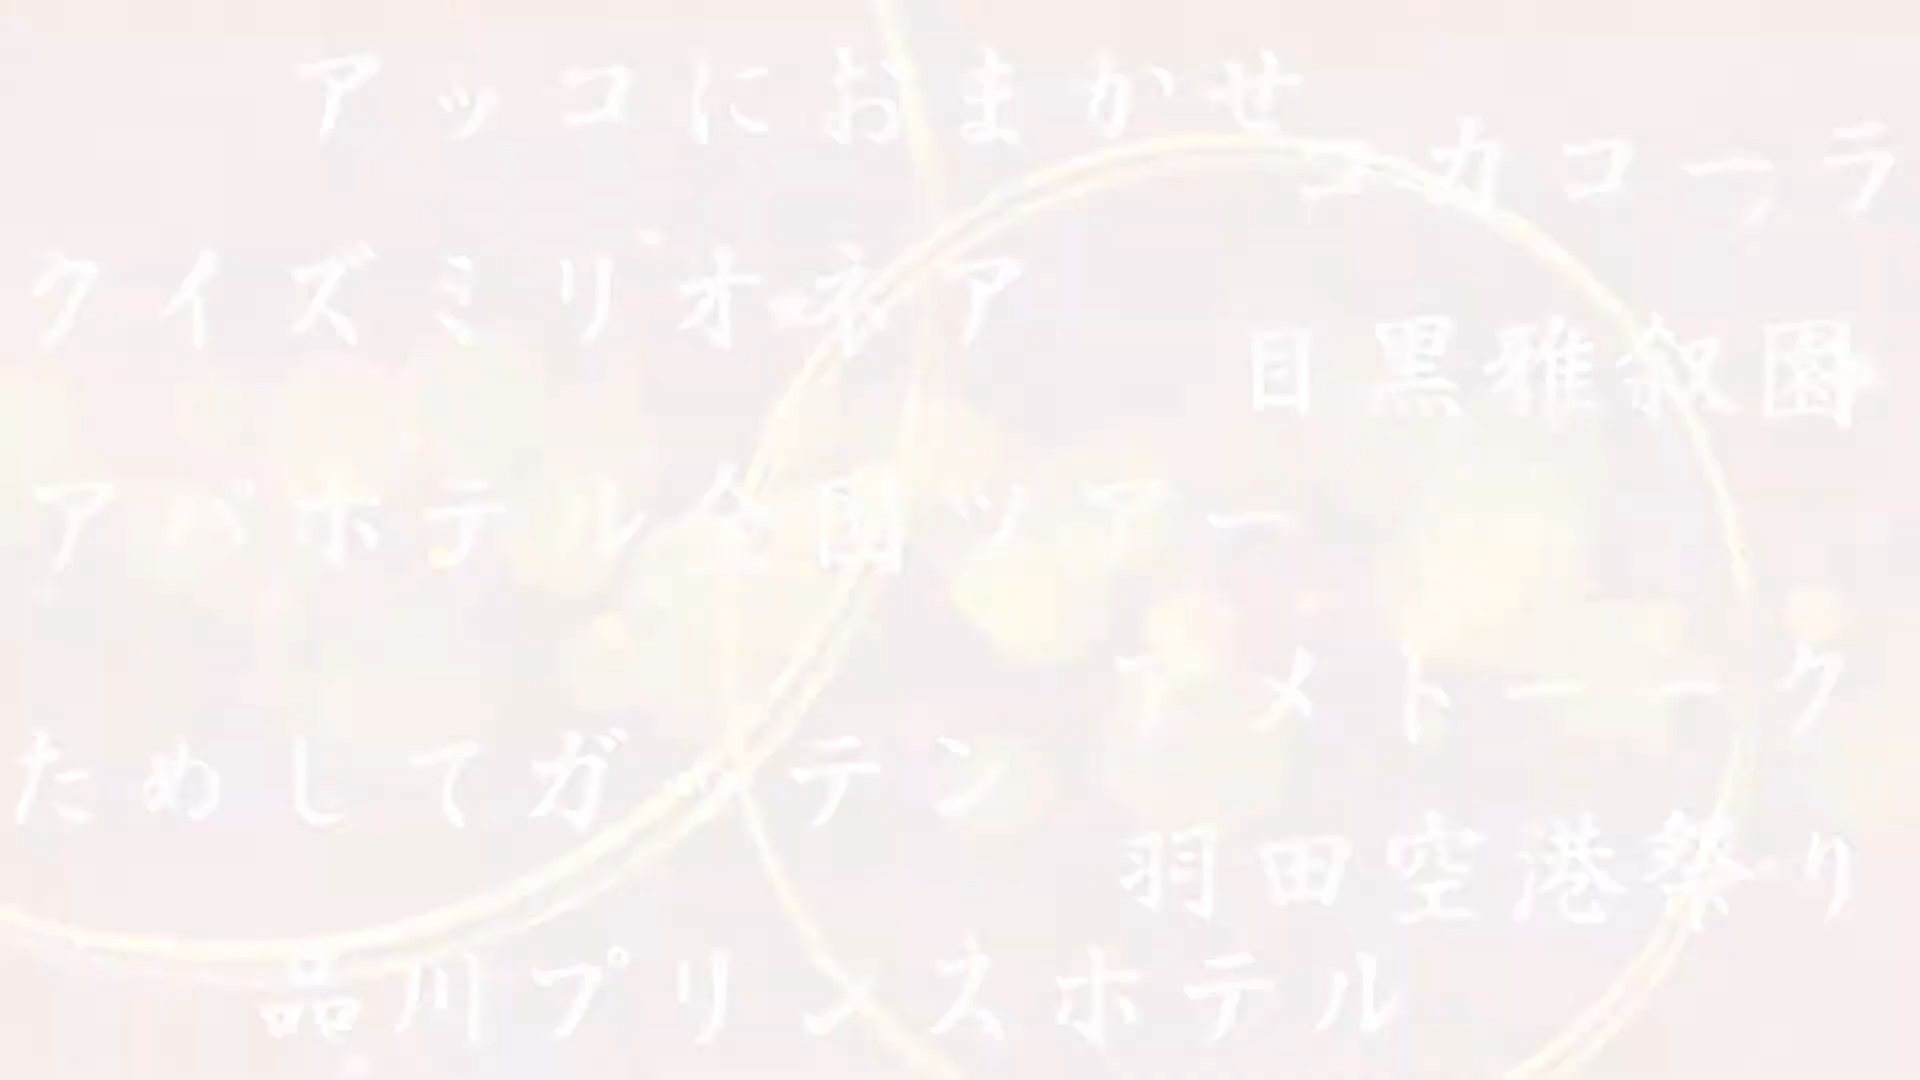 アッコにおまかせ
コカコーラ
クイズミリオネア
目黒雅叙園
アパホテル全国ツアー
アメトーーク
ためしてガッテン
羽田空港祭り
品川プリンスホテル